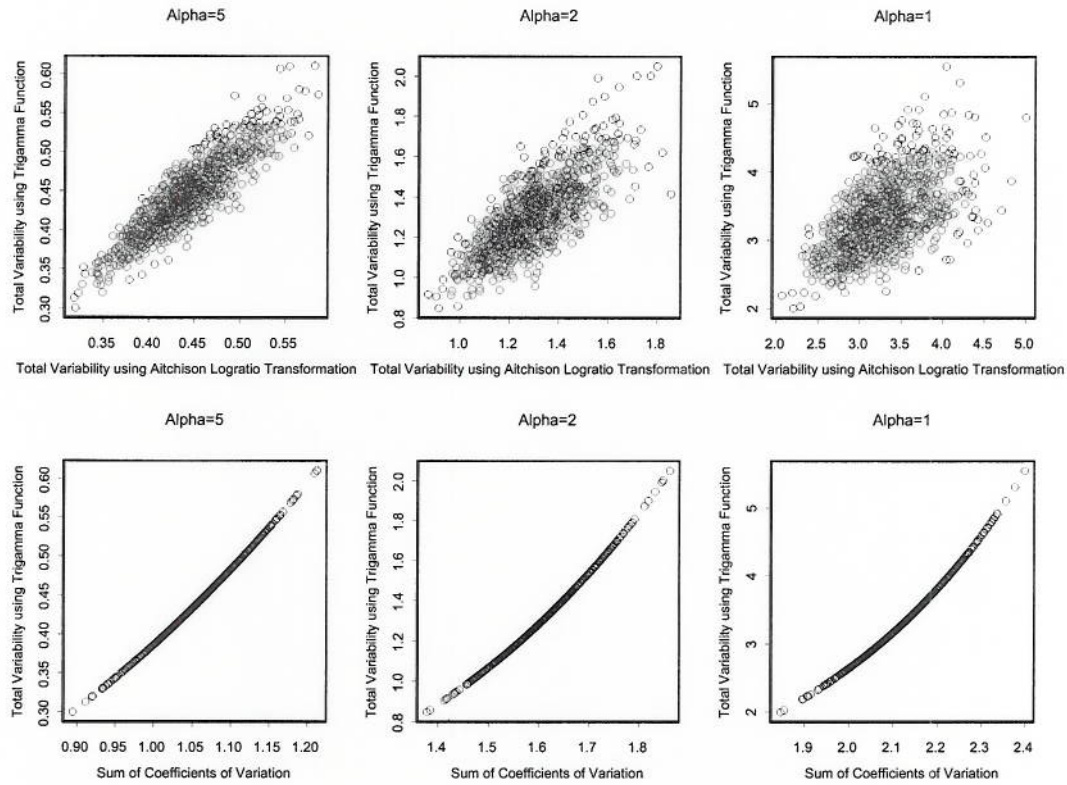 Alpha=5
Alpha=2
Alpha=1
Total Variability using Trigamma Function
0.30 0.35 0.40 0.45 0.50 0.55 0.60
0.35 0.40 0.45 0.50 0.55
Total Variability using Aitchison Logratio Transformation
Total Variability using Trigamma Function
0.8 1.0 1.2 1.4 1.6 1.8 2.0
1.0 1.2 1.4 1.6 1.8
Total Variability using Aitchison Logratio Transformation
Total Variability using Trigamma Function
2 3 4 5
2.0 2.5 3.0 3.5 4.0 4.5 5.0
Total Variability using Aitchison Logratio Transformation
Alpha=5
Alpha=2
Alpha=1
Total Variability using Trigamma Function
0.30 0.35 0.40 0.45 0.50 0.55 0.60
0.90 0.95 1.00 1.05 1.10 1.15 1.20
Sum of Coefficients of Variation
Total Variability using Trigamma Function
0.8 1.0 1.2 1.4 1.6 1.8 2.0
1.4 1.5 1.6 1.7 1.8
Sum of Coefficients of Variation
Total Variability using Trigamma Function
2 3 4 5
1.9 2.0 2.1 2.2 2.3 2.4
Sum of Coefficients of Variation